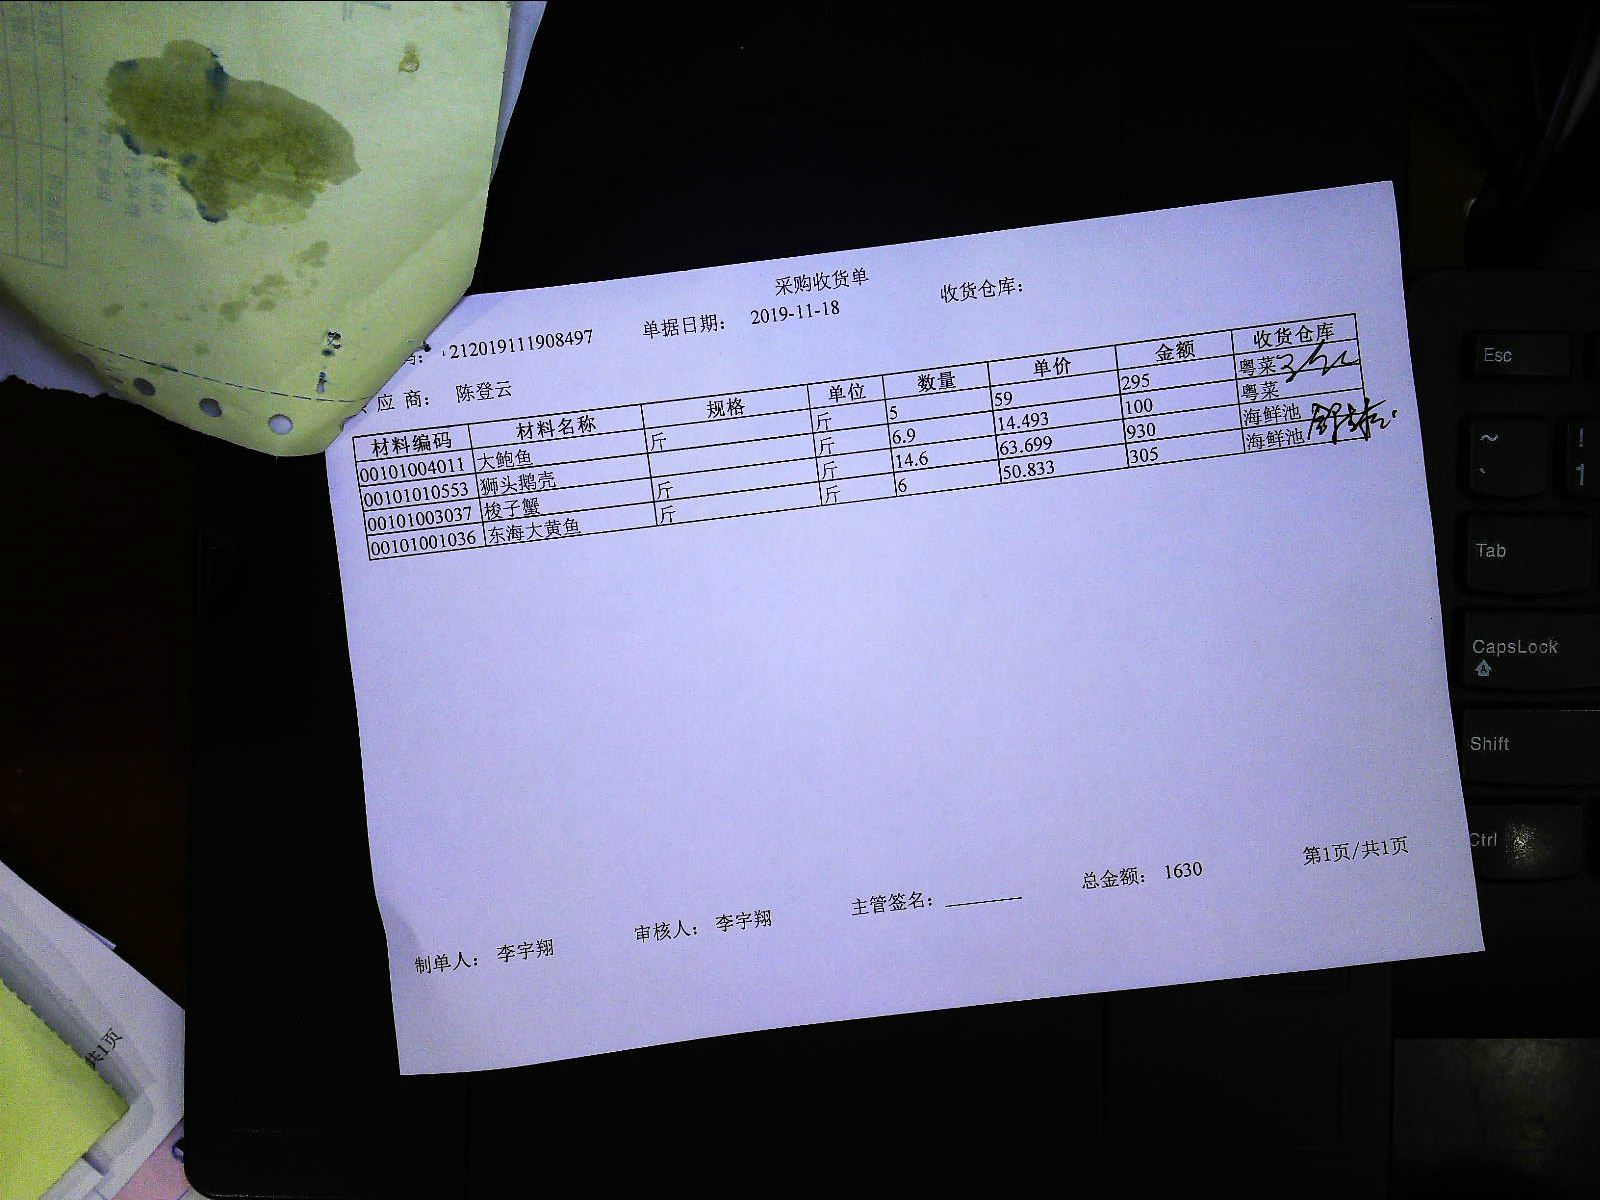 采购收货单
212019111908497 单据日期: 2019-11-18 收货仓库:
应 商: 陈登云
材料编码 材料名称 规格 单位 数量 单价 金额 收货仓库
00101004011 大鲍鱼 斤 斤 5 59 295 粤菜
00101010553 狮头鹅壳 斤 6.9 14.493 100 粤菜
00101003037 梭子蟹 斤 斤 14.6 63.699 930 海鲜池
00101001036 东海大黄鱼 斤 斤 6 50.833 305 海鲜池
制单人: 李宇翔 审核人: 李宇翔 主管签名: 总金额: 1630 第1页/共1页
共1页
Esc
~
`
!
1
Tab
CapsLock
Shift
Ctrl